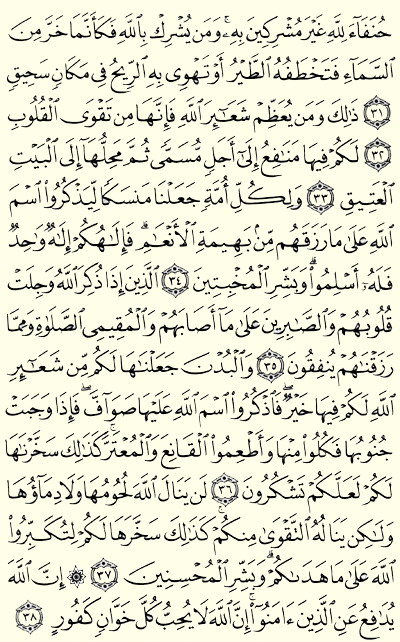 حُنَفَآءَ لِلَّهِ غَيْرَ مُشْرِكِينَ بِهِۦۚ وَمَن يُشْرِكْ بِٱللَّهِ فَكَأَنَّمَا خَرَّ مِنَ
ٱلسَّمَآءِ فَتَخْطَفُهُ ٱلطَّيْرُ أَوْ تَهْوِى بِهِ ٱلرِّيحُ فِى مَكَانٍ سَحِيقٍ
٣١ ذَٰلِكَ وَمَن يُعَظِّمْ شَعَٰٓئِرَ ٱللَّهِ فَإِنَّهَا مِن تَقْوَى ٱلْقُلُوبِ
٣٢ لَكُمْ فِيهَا مَنَٰفِعُ إِلَىٰٓ أَجَلٍ مُّسَمًّى ثُمَّ مَحِلُّهَآ إِلَى ٱلْبَيْتِ
ٱلْعَتِيقِ ٣٣ وَلِكُلِّ أُمَّةٍ جَعَلْنَا مَنسَكًا لِّيَذْكُرُوا۟ ٱسْمَ
ٱللَّهِ عَلَىٰ مَا رَزَقَهُم مِّنۢ بَهِيمَةِ ٱلْأَنْعَٰمِۗ فَإِلَٰهُكُمْ إِلَٰهٌ وَٰحِدٌ
فَلَهُۥٓ أَسْلِمُوا۟ۗ وَبَشِّرِ ٱلْمُخْبِتِينَ ٣٤ ٱلَّذِينَ إِذَا ذُكِرَ ٱللَّهُ وَجِلَتْ
قُلُوبُهُمْ وَٱلصَّٰبِرِينَ عَلَىٰ مَآ أَصَابَهُمْ وَٱلْمُقِيمِى ٱلصَّلَوٰةِ وَمِمَّا
رَزَقْنَٰهُمْ يُنفِقُونَ ٣٥ وَٱلْبُدْنَ جَعَلْنَٰهَا لَكُم مِّن شَعَٰٓئِرِ
ٱللَّهِ لَكُمْ فِيهَا خَيْرٌۖ فَٱذْكُرُوا۟ ٱسْمَ ٱللَّهِ عَلَيْهَا صَوَآفَّۖ فَإِذَا وَجَبَتْ
جُنُوبُهَا فَكُلُوا۟ مِنْهَا وَأَطْعِمُوا۟ ٱلْقَانِعَ وَٱلْمُعْتَرَّۚ كَذَٰلِكَ سَخَّرْنَٰهَا
لَكُمْ لَعَلَّكُمْ تَشْكُرُونَ ٣٦ لَن يَنَالَ ٱللَّهَ لُحُومُهَا وَلَا دِمَآؤُهَا
وَلَٰكِن يَنَالُهُ ٱلتَّقْوَىٰ مِنكُمْۚ كَذَٰلِكَ سَخَّرَهَا لَكُمْ لِتُكَبِّرُوا۟
ٱللَّهَ عَلَىٰ مَا هَدَىٰكُمْۗ وَبَشِّرِ ٱلْمُحْسِنِينَ ٣٧ ۞ إِنَّ ٱللَّهَ
يُدَٰفِعُ عَنِ ٱلَّذِينَ ءَامَنُوٓا۟ۗ إِنَّ ٱللَّهَ لَا يُحِبُّ كُلَّ خَوَّانٍ كَفُورٍ ٣٨